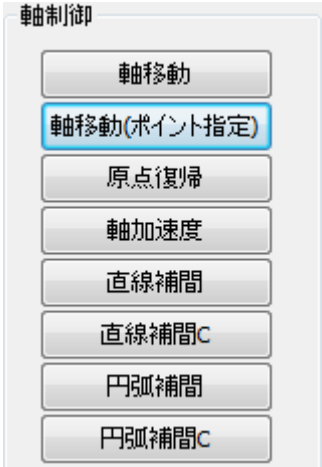 軸制御
軸移動
軸移動(ポイント指定)
原点復帰
軸加速度
直線補間
直線補間C
円弧補間
円弧補間C